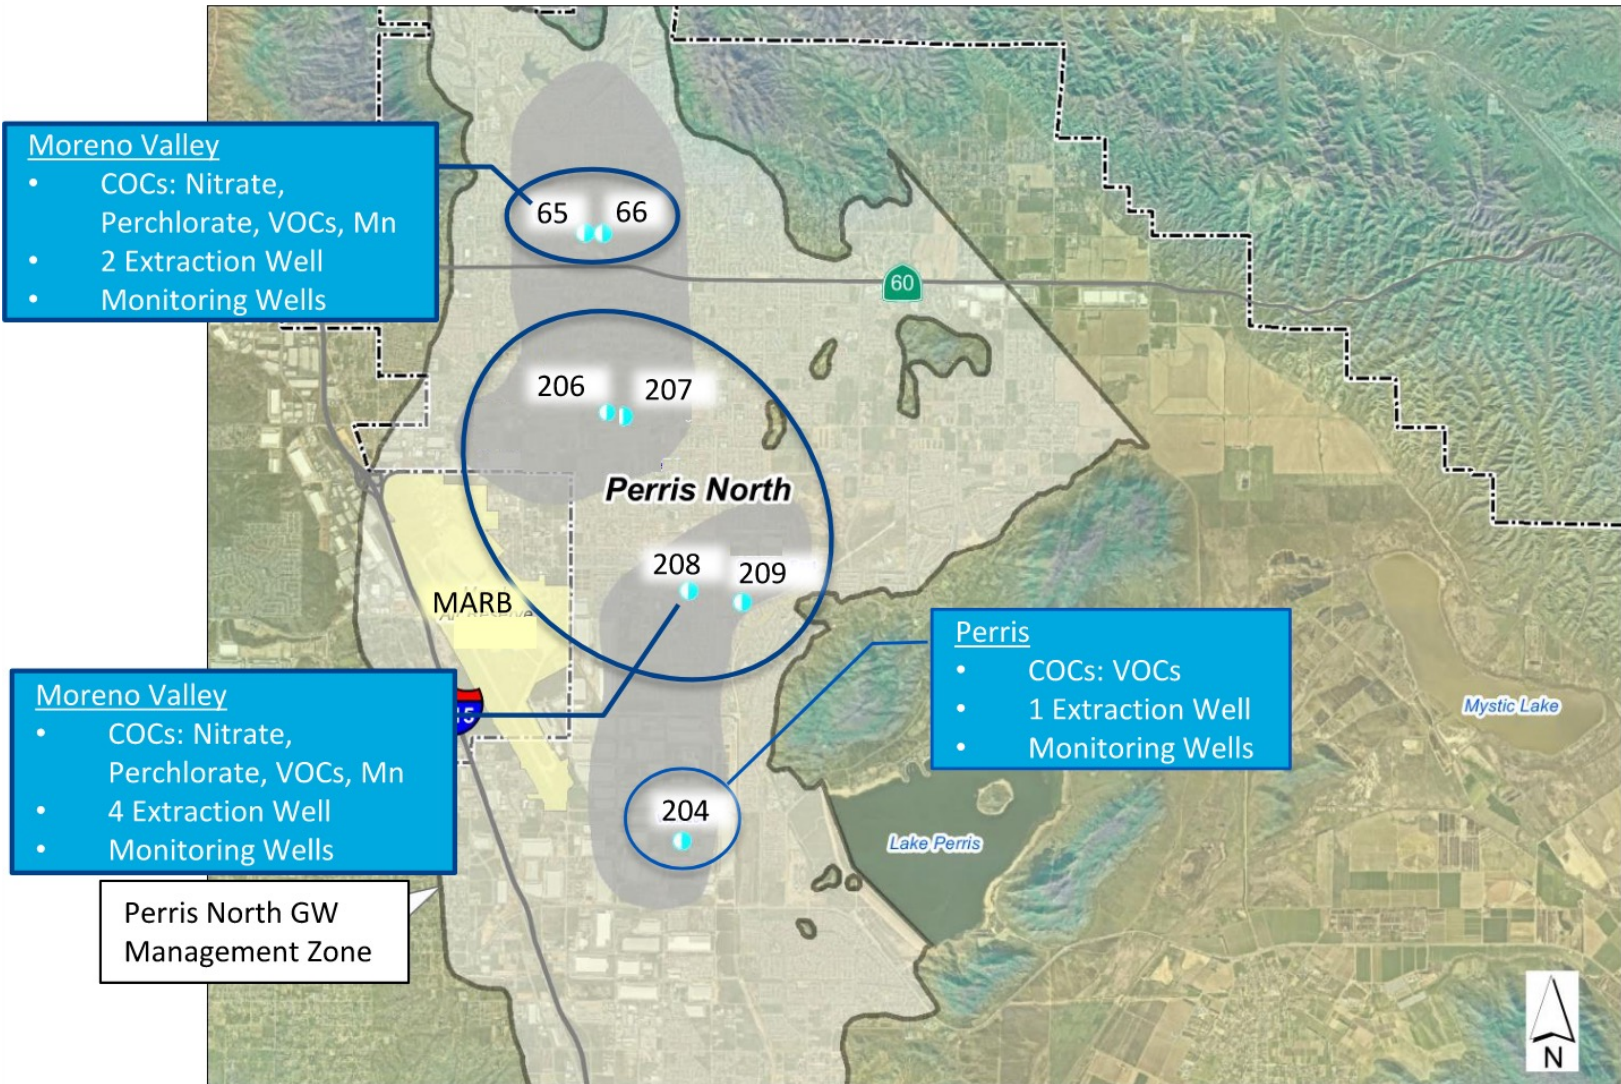 Moreno Valley
• COCs: Nitrate,
Perchlorate, VOCs, Mn
• 2 Extraction Well
• Monitoring Wells
65 66
60
206 207
Perris North
208 209
MARB
Perris
• COCs: VOCs
• 1 Extraction Well
• Monitoring Wells
Moreno Valley
• COCs: Nitrate,
Perchlorate, VOCs, Mn
• 4 Extraction Well
• Monitoring Wells
Mystic Lake
204
Lake Perris
Perris North GW
Management Zone
N